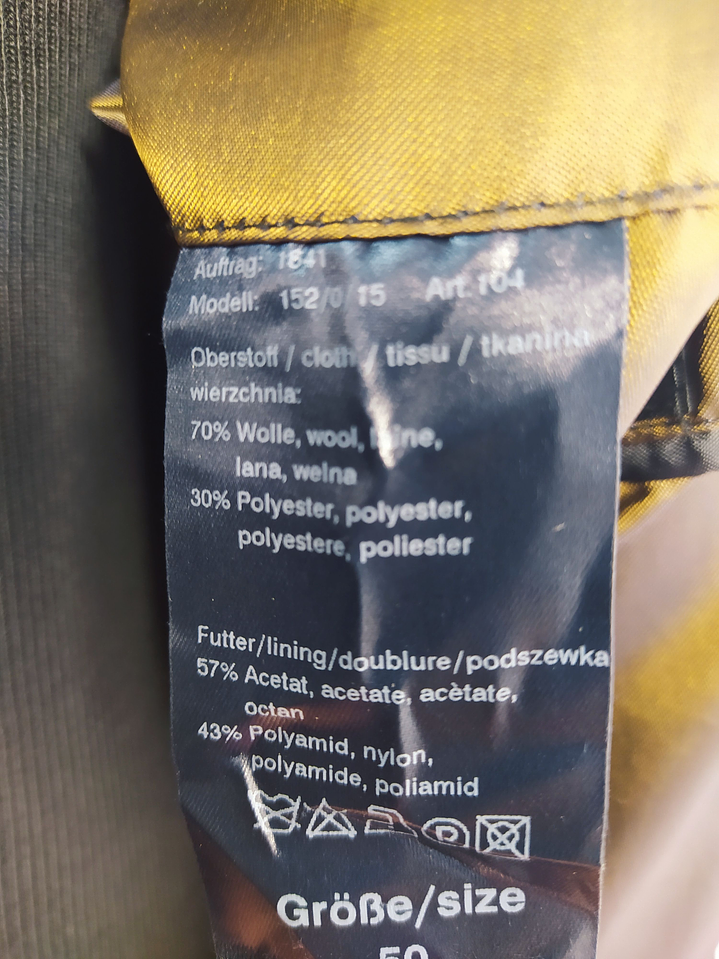 Auftrag: 1841
Modell: 152/0 15 Art. 104
Oberstoff / cloth / tissu / tkanina
wierzchnia:
70% Wolle, wool, laine,
lana, welna
30% Polyester, polyester,
polyestere, poliester
Futter/lining/doublure/podszewka
57% Acetat, acetate, acètate,
octan
43% Polyamid, nylon,
polyamide, poliamid
P
Größe/size
50